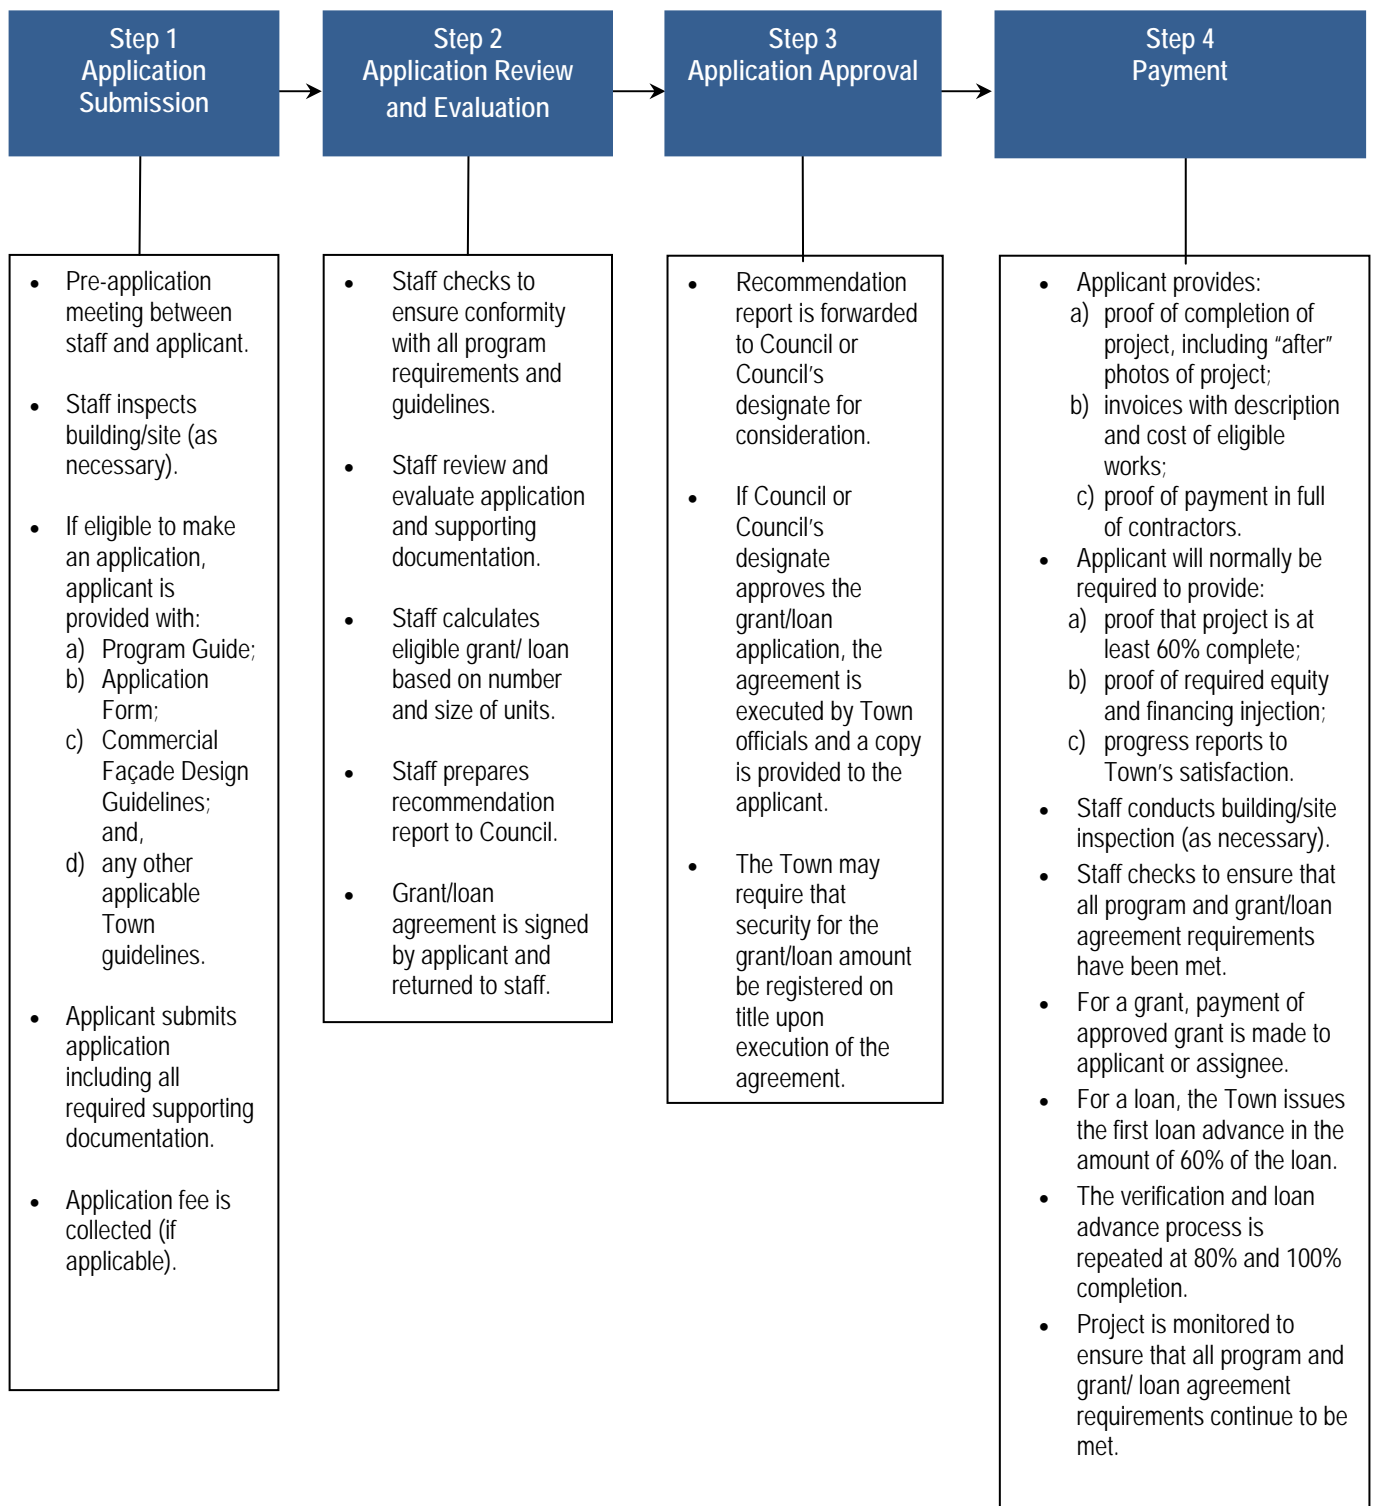 Step 1
Application
Submission
Step 2
Application Review
and Evaluation
Step 3
Application Approval
Step 4
Payment
• Pre-application
meeting between
staff and applicant.
• Staff inspects
building/site (as
necessary).
• If eligible to make
an application,
applicant is
provided with:
a) Program Guide;
b) Application
Form;
c) Commercial
Façade Design
Guidelines;
and,
d) any other
applicable
Town
guidelines.
• Applicant submits
application
including all
required supporting
documentation.
• Application fee is
collected (if
applicable).
• Staff checks to
ensure conformity
with all program
requirements and
guidelines.
• Staff review and
evaluate application
and supporting
documentation.
• Staff calculates
eligible grant/ loan
based on number
and size of units.
• Staff prepares
recommendation
report to Council.
• Grant/loan
agreement is signed
by applicant and
returned to staff.
• Recommendation
report is forwarded
to Council or
Council's
designate for
consideration.
• If Council or
Council's
designate
approves the
grant/loan
application, the
agreement is
executed by Town
officials and a copy
is provided to the
applicant.
• The Town may
require that
security for the
grant/loan amount
be registered on
title upon
execution of the
agreement.
• Applicant provides:
a) proof of completion of
project, including “after”
photos of project;
b) invoices with description
and cost of eligible
works;
c) proof of payment in full
of contractors.
• Applicant will normally be
required to provide:
a) proof that project is at
least 60% complete;
b) proof of required equity
and financing injection;
c) progress reports to
Town's satisfaction.
• Staff conducts building/site
inspection (as necessary).
• Staff checks to ensure that
all program and grant/loan
agreement requirements
have been met.
• For a grant, payment of
approved grant is made to
applicant or assignee.
• For a loan, the Town issues
the first loan advance in the
amount of 60% of the loan.
• The verification and loan
advance process is
repeated at 80% and 100%
completion.
• Project is monitored to
ensure that all program and
grant/ loan agreement
requirements continue to be
met.